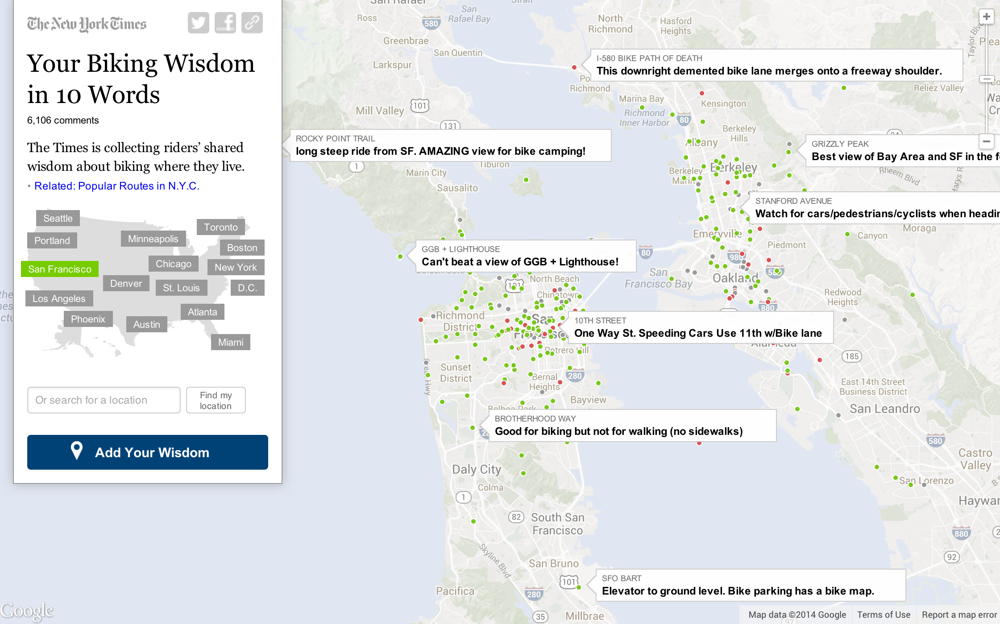 The New York Times
Your Biking Wisdom
in 10 Words
6,106 comments
The Times is collecting riders’ shared
wisdom about biking where they live.
Related: Popular Routes in N.Y.C.
Seattle
Toronto
Portland
Minneapolis
Boston
San Francisco
Chicago
New York
Denver
St. Louis
D.C.
Los Angeles
Atlanta
Phoenix
Austin
Miami
Or search for a location
Find my
location
Add Your Wisdom
San Rafael
Strait
Ross
San
Rafael Bay
580
North
Richmond
Hasford
Heights
Taylor Blvd
Greenbrae
San Quentin
Larkspur
I-580 BIKE PATH OF DEATH
This downright demented bike lane merges onto a freeway shoulder.
Richmond
Reliez Valley
Mill Valley
101
Marina Bay
Kensington
Richmond
Inner Harbor
80
131
Berkeley
Hills
ROCKY POINT TRAIL
long steep ride from SF. AMAZING view for bike camping!
Albany
GRIZZLY PEAK
Best view of Bay Area and SF in the
1
Tiburon
Marin City
Berkeley
Berkeley
Rheem Blvd
Sausalito
STANFORD AVENUE
Watch for cars/pedestrians/cyclists when
Emeryville
Moraga
Canyon
Piedmont
GGB + LIGHTHOUSE
Can't beat a view of GGB + Lighthouse!
80
980
580
San
Francisco Bay
Oakland
101
North Beach
Chinatown
Redwood
Heights
880
Richmond
District
San
10TH STREET
One Way St. Speeding Cars Use 11th w/Bike lane
Alameda
Potrero Hill
185
Sunset
District
Bernal
Heights
280
East 14th Street
Business District
Bayview
San Leandro
Balboa Park
BROTHERHOOD WAY
Good for biking but not for walking (no sidewalks)
580
Castro
Valley
Daly City
San Lorenzo
Colma
1
82
South San
Francisco
880
Skyline Blvd
92
San Bruno
SFO BART
Elevator to ground level. Bike parking has a bike map.
101
Pacifica
280
35
Millbrae
Google
Map data ©2014 Google
Terms of Use
Report a map error